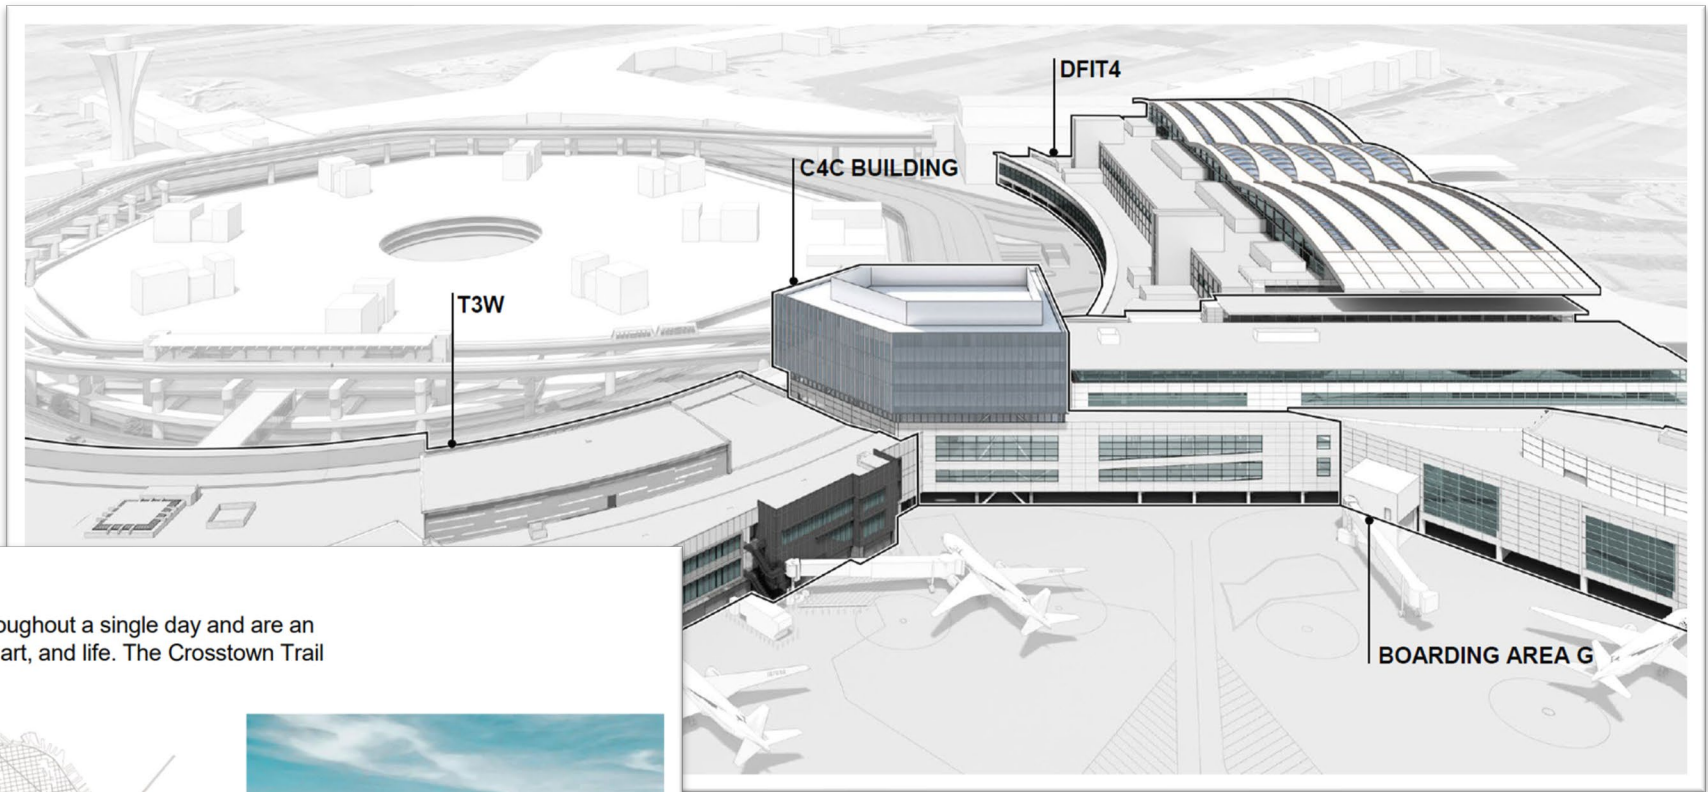 DFIT4
C4C BUILDING
T3W
BOARDING AREA G
oughout a single day and are an
art, and life. The Crosstown Trail